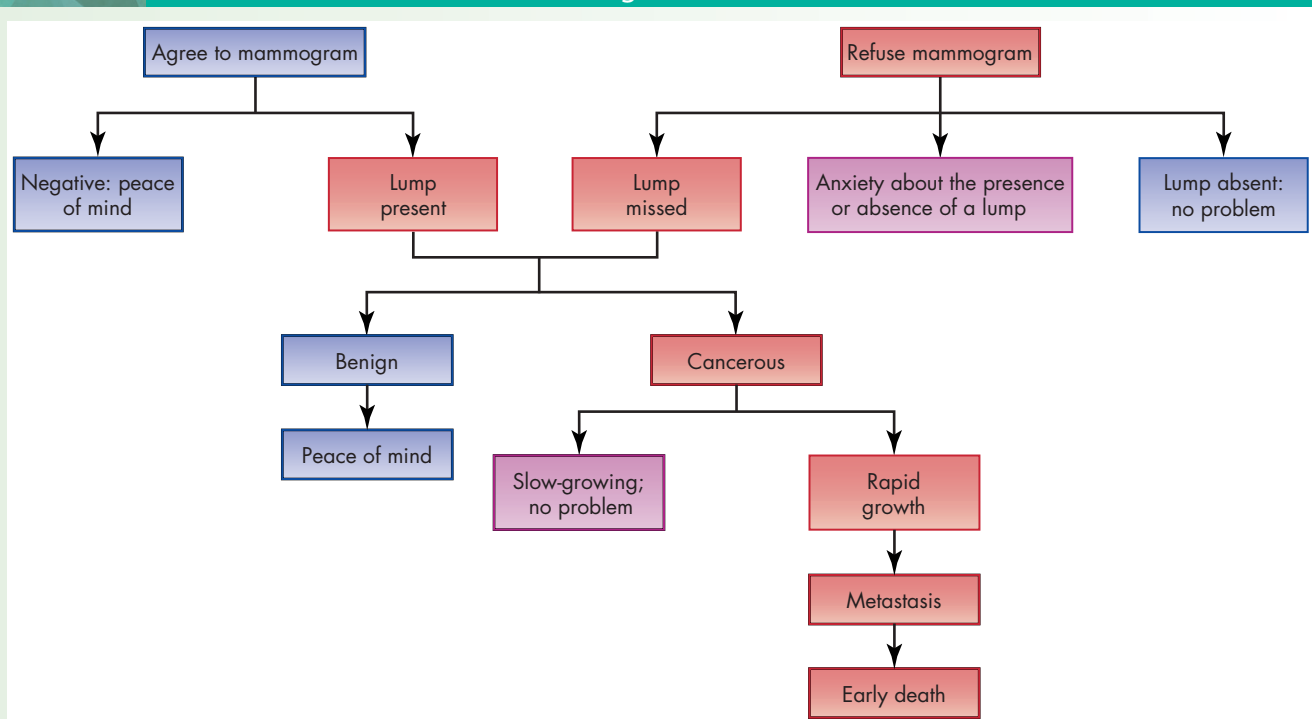 Agree to mammogram
Refuse mammogram
Negative: peace
of mind
Lump
present
Lump
missed
Anxiety about the presence
or absence of a lump
Lump absent:
no problem
Benign
Cancerous
Peace of mind
Slow-growing;
no problem
Rapid
growth
Metastasis
Early death